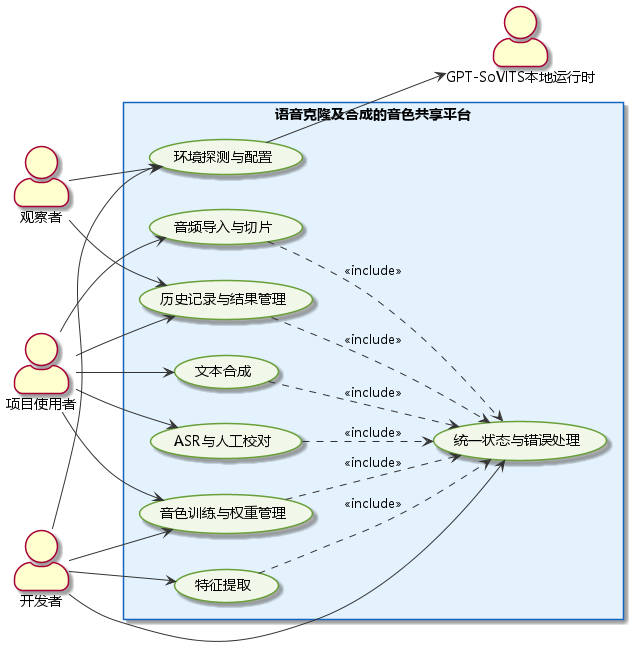 GPT-SoVITS本地运行时
语音克隆及合成的音色共享平台
环境探测与配置
观察者
音频导入与切片
«include»
历史记录与结果管理
«include»
文本合成
«include»
项目使用者
ASR与人工校对
«include»
统一状态与错误处理
«include»
音色训练与权重管理
«include»
特征提取
开发者